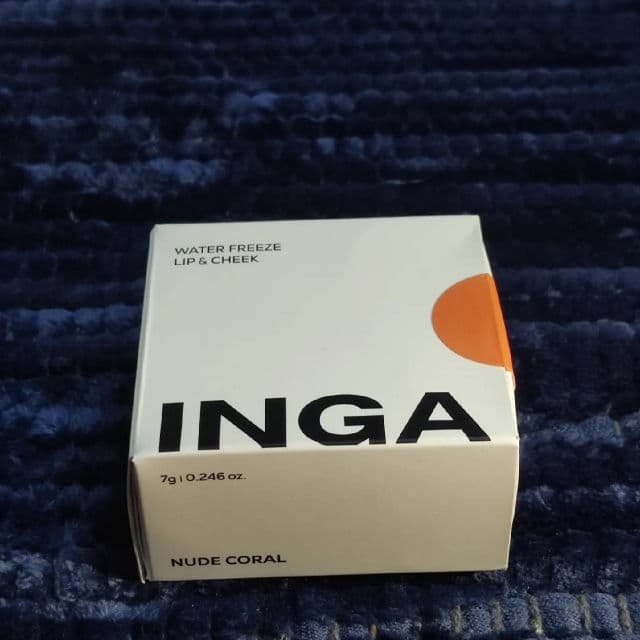 WATER FREEZE
LIP & CHEEK
INGA
7g | 0.246 oz.
NUDE CORAL